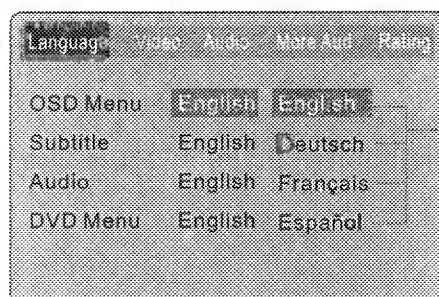 Language Video Audio More Aud Rating
OSD Menu English English
Subtitle English Deutsch
Audio English Français
DVD Menu English Español